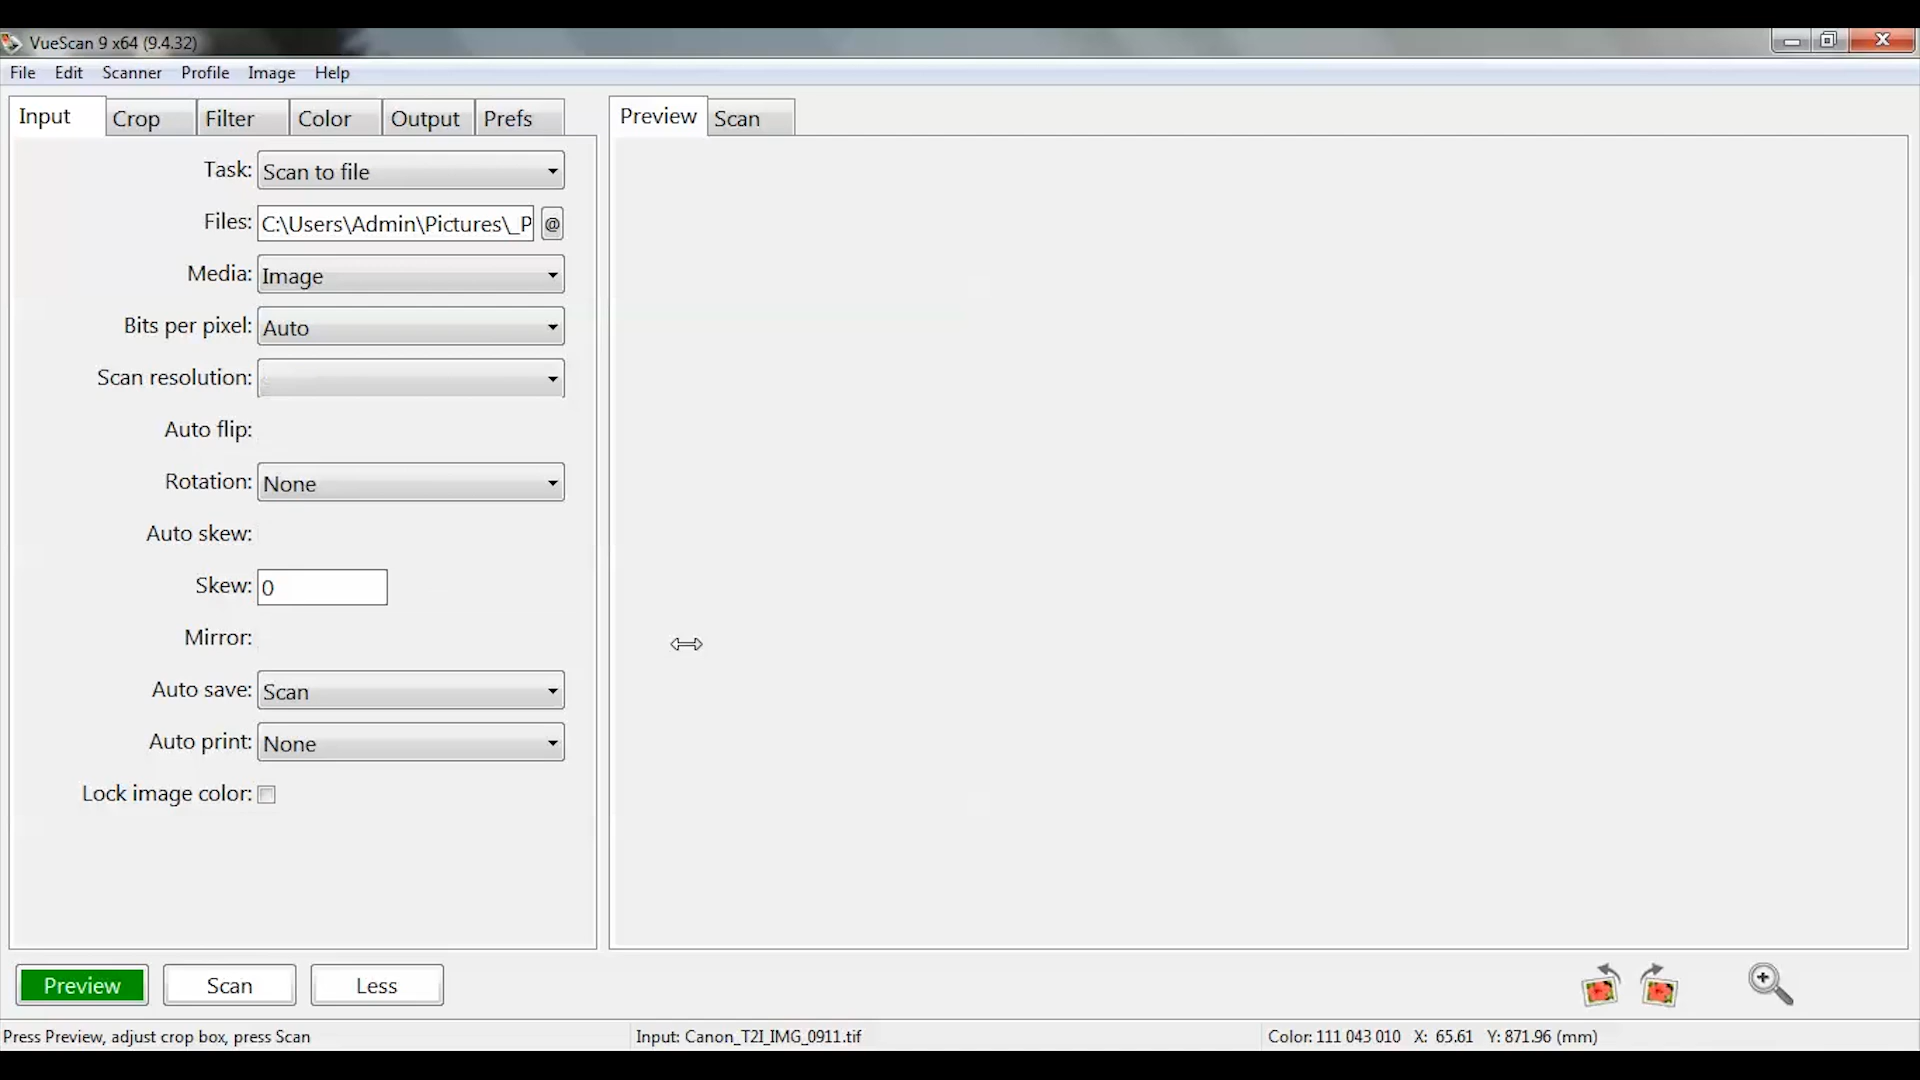 VueScan 9 x64 (9.4.32)
File Edit Scanner Profile Image Help
Input Crop Filter Color Output Prefs
Preview Scan
Task: Scan to file
Files: C:\Users\Admin\Pictures\_P @
Media: Image
Bits per pixel: Auto
Scan resolution:
Auto flip:
Rotation: None
Auto skew:
Skew: 0
Mirror:
Auto save: Scan
Auto print: None
Lock image color:
Preview Scan Less
Press Preview, adjust crop box, press Scan
Input: Canon_T2I_IMG_0911.tif
Color: 111 043 010 X: 65.61 Y: 871.96 (mm)